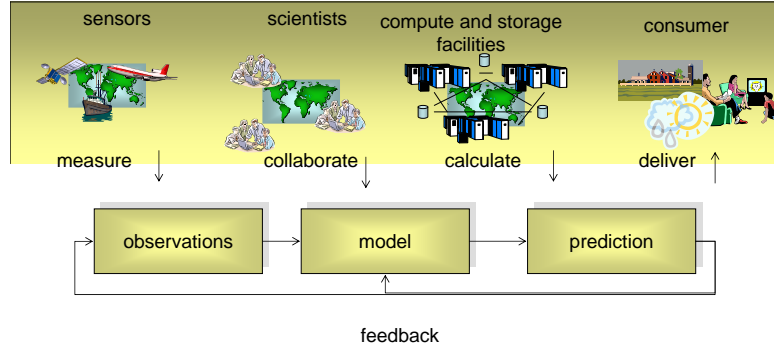 sensors
scientists
compute and storage
facilities
consumer
measure
collaborate
calculate
deliver
observations
model
prediction
feedback